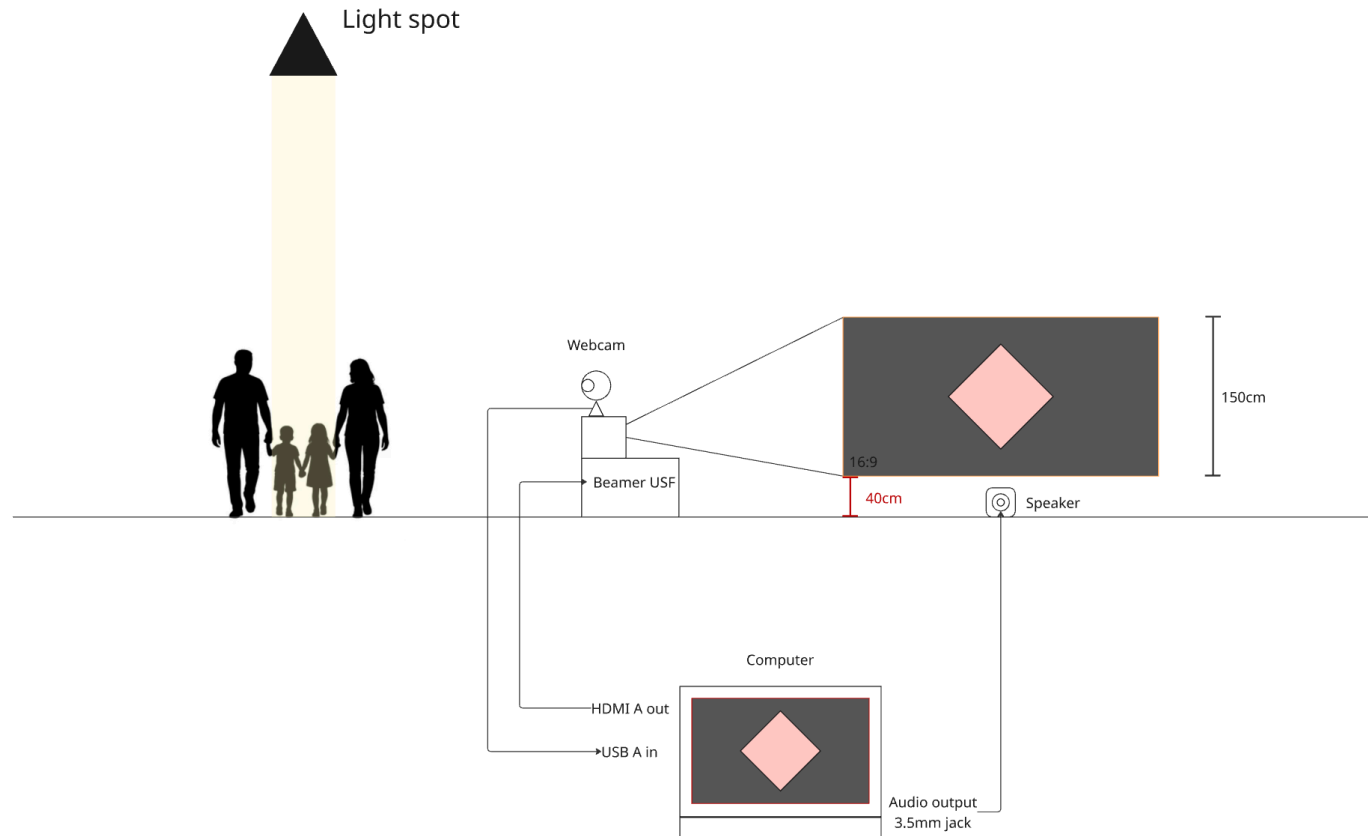 Light spot
Webcam
150cm
16:9
Beamer USF
40cm
Speaker
Computer
HDMI A out
USB A in
Audio output
3.5mm jack